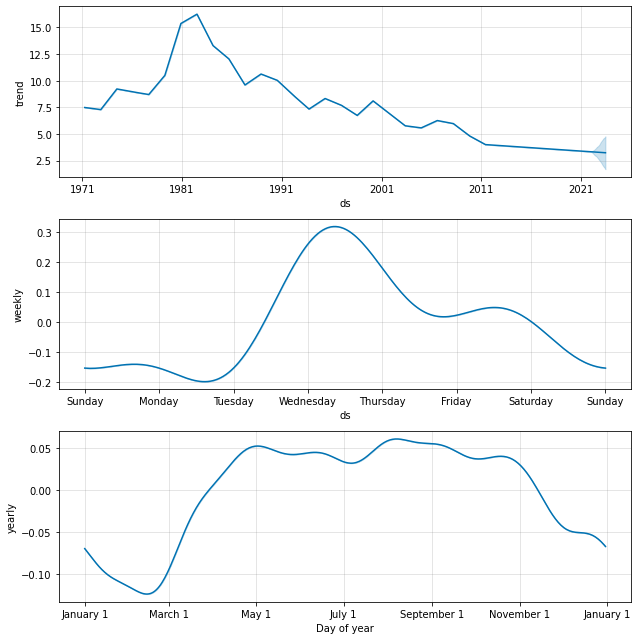 15.0
12.5
10.0
7.5
5.0
2.5
trend
1971 1981 1991 2001 2011 2021
ds
0.3
0.2
0.1
0.0
−0.1
−0.2
weekly
Sunday Monday Tuesday Wednesday Thursday Friday Saturday Sunday
ds
0.05
0.00
−0.05
−0.10
yearly
January 1 March 1 May 1 July 1 September 1 November 1 January 1
Day of year